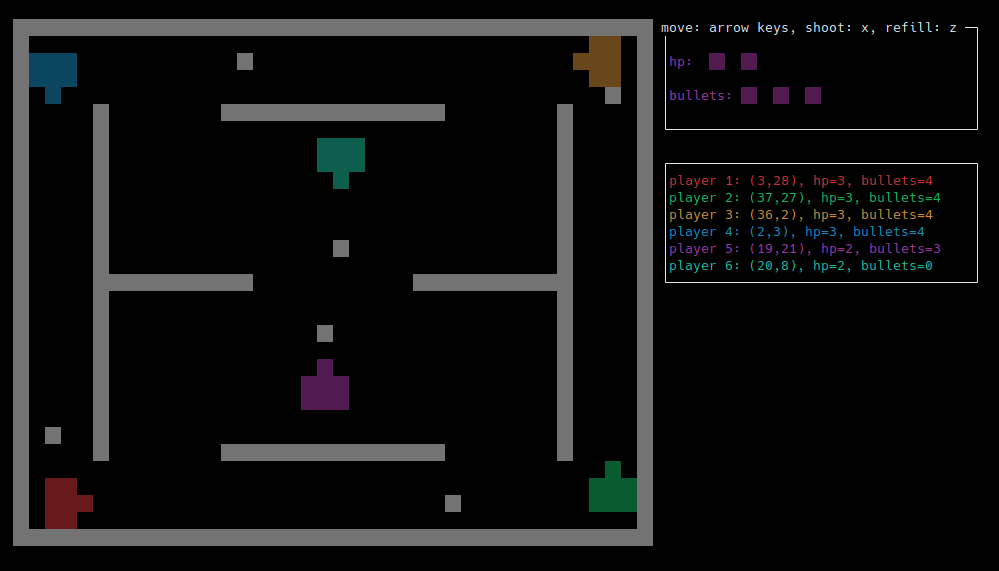 move: arrow keys, shoot: x, refill: z
hp:
bullets:
player 1: (3,28), hp=3, bullets=4
player 2: (37,27), hp=3, bullets=4
player 3: (36,2), hp=3, bullets=4
player 4: (2,3), hp=3, bullets=4
player 5: (19,21), hp=2, bullets=3
player 6: (20,8), hp=2, bullets=0